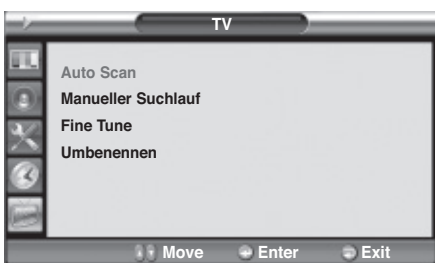 TV
Auto Scan
Manueller Suchlauf
Fine Tune
Umbenennen
Move Enter Exit